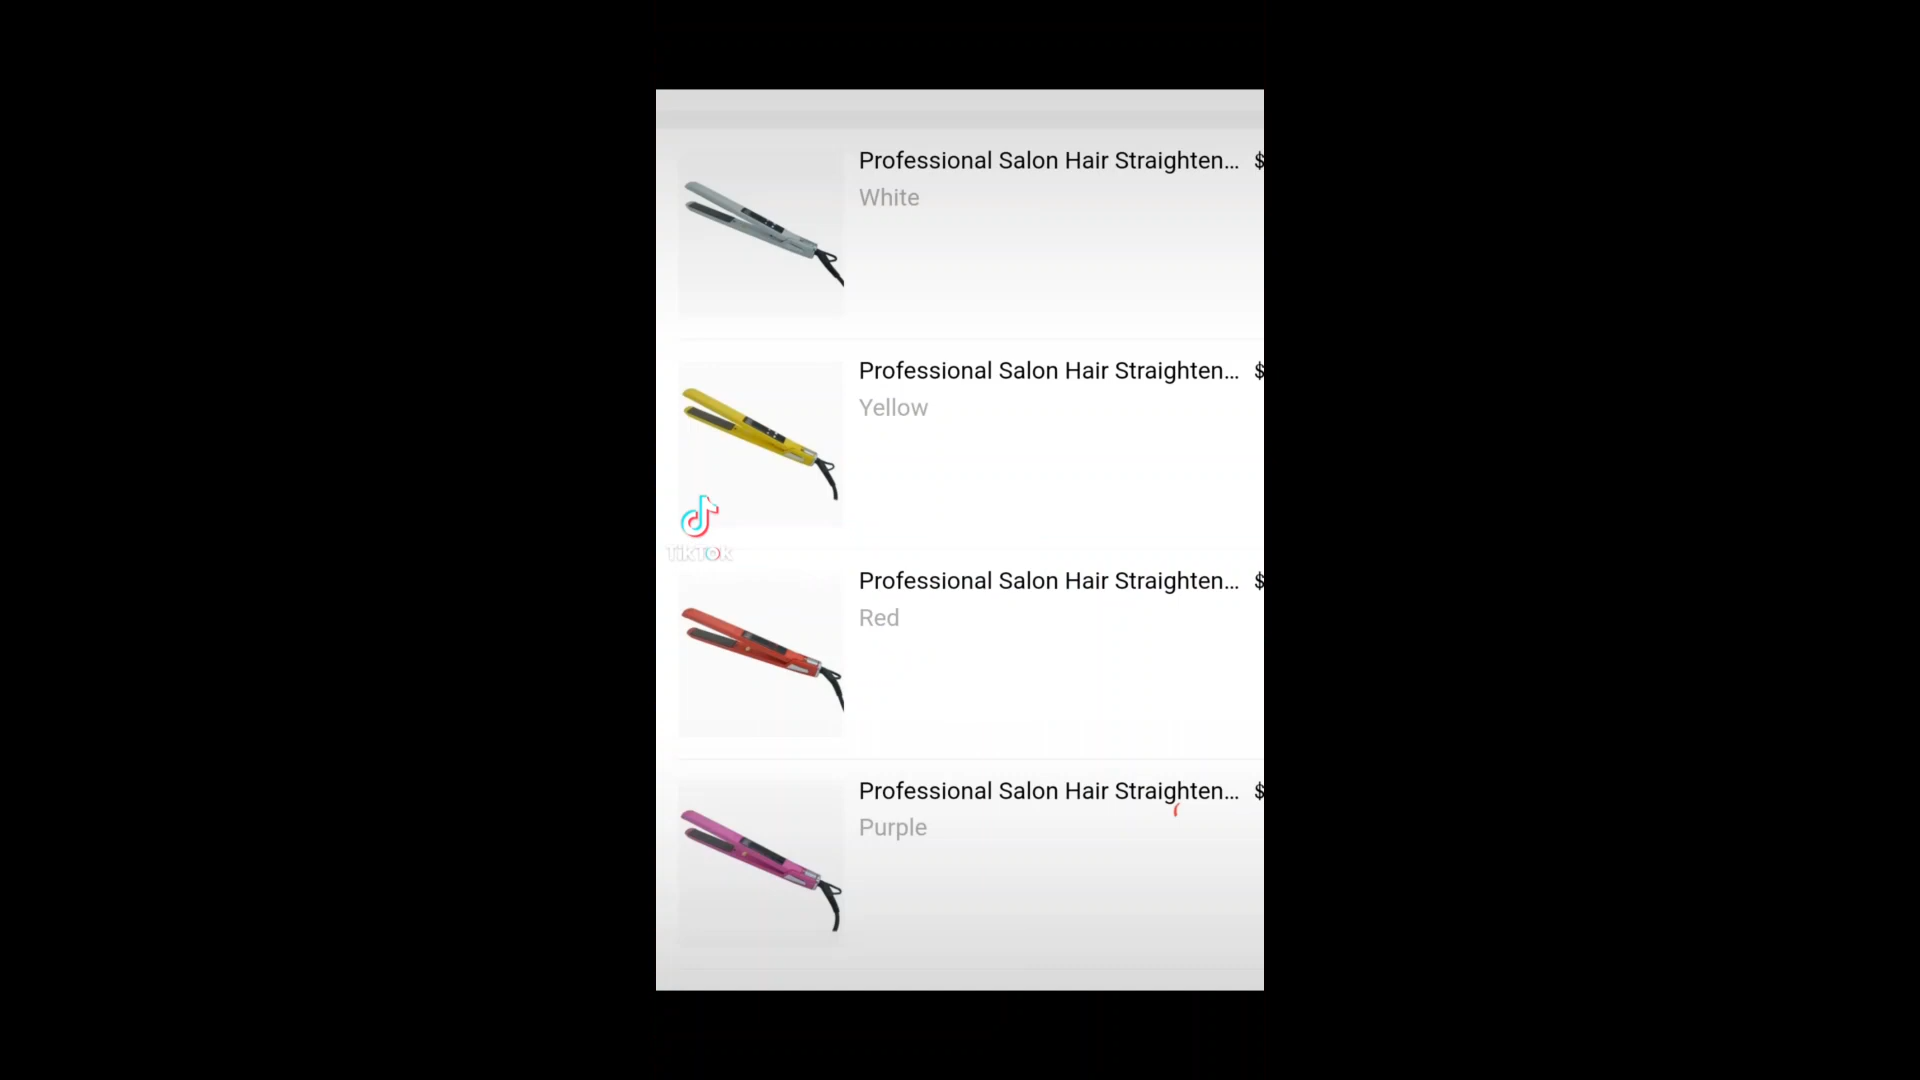 Professional Salon Hair Straighten... $
White
Professional Salon Hair Straighten... $
Yellow
TikTok
Professional Salon Hair Straighten... $
Red
Professional Salon Hair Straighten... $
Purple